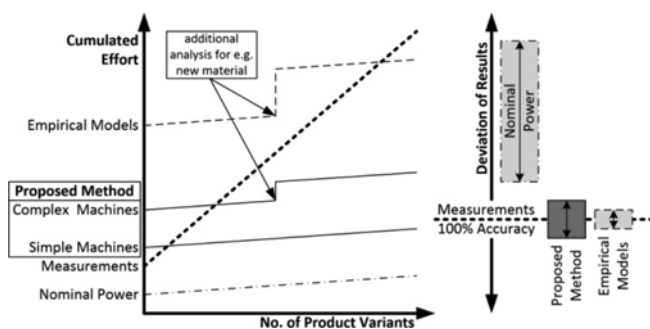 Cumulated
Effort
additional
analysis for e.g.
new material
Empirical Models
Proposed Method
Complex Machines
Simple Machines
Measurements
Nominal Power
No. of Product Variants
Deviation of Results
Nominal
Power
Measurements
100% Accuracy
Proposed
Method
Empirical
Models